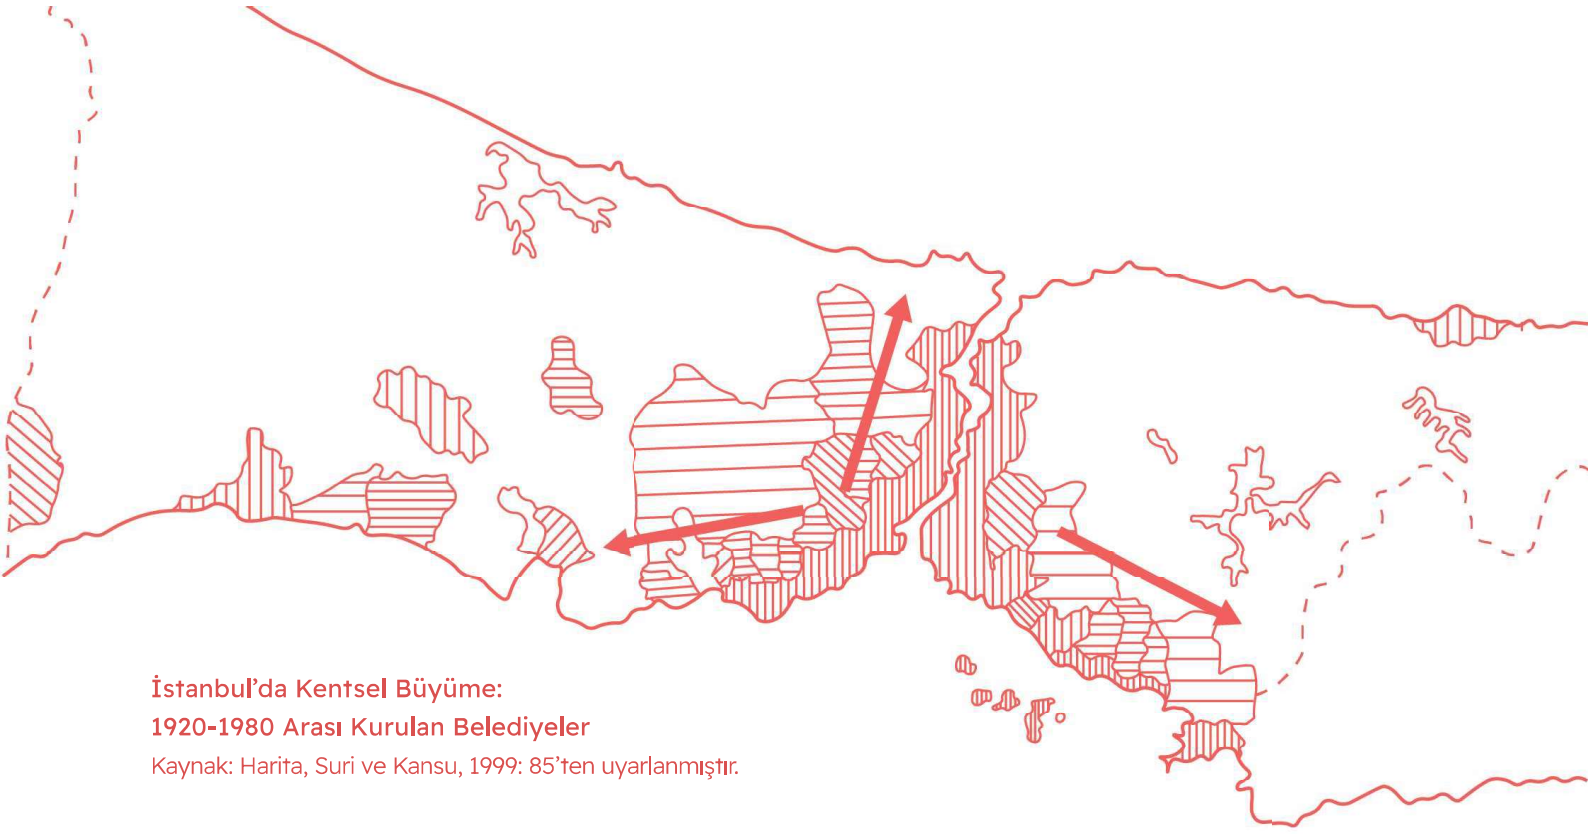 İstanbul’da Kentsel Büyüme:
1920-1980 Arası Kurulan Belediyeler
Kaynak: Harita, Suri ve Kansu, 1999: 85’ten uyarlanmıştır.